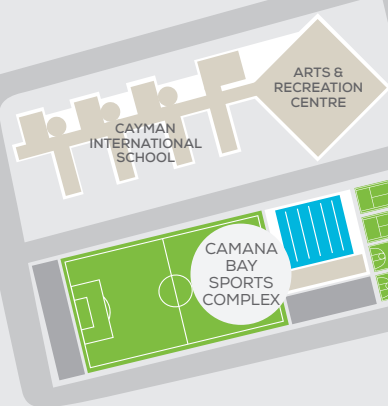 ARTS &
RECREATION
CENTRE
CAYMAN
INTERNATIONAL
SCHOOL
CAMANA
BAY
SPORTS
COMPLEX